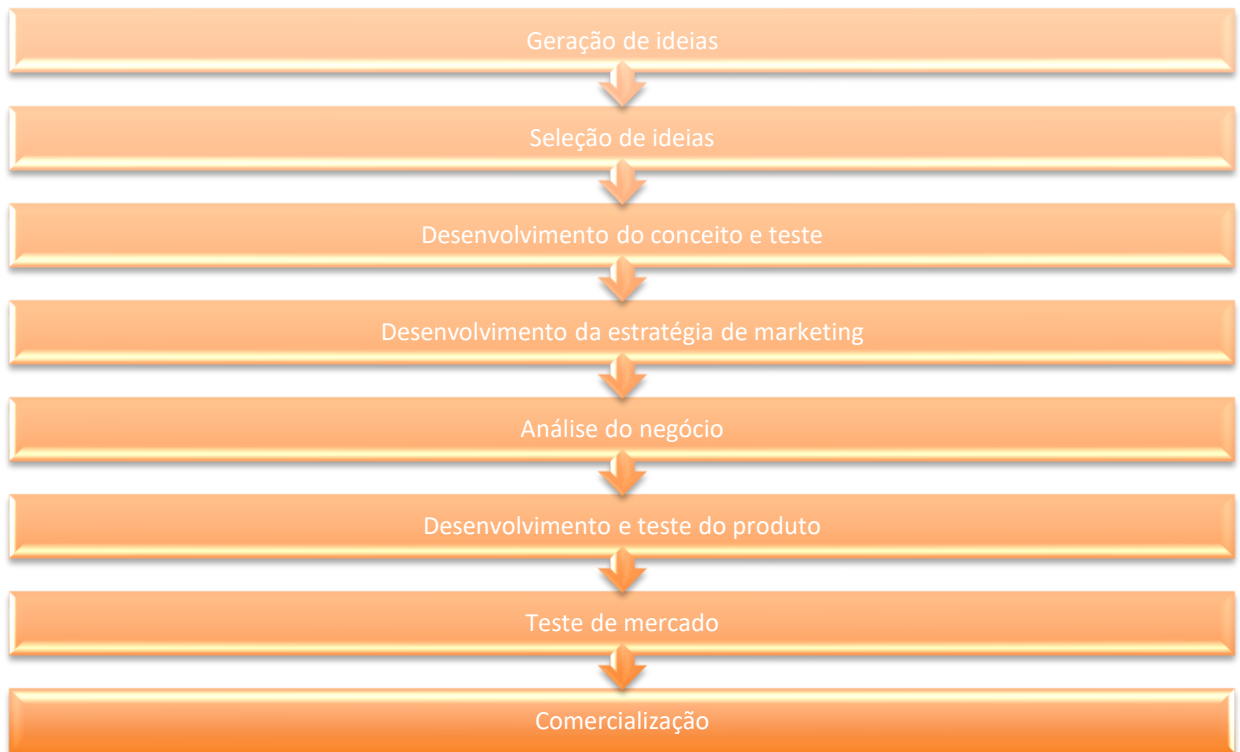 Geração de ideias
Seleção de ideias
Desenvolvimento do conceito e teste
Desenvolvimento da estratégia de marketing
Análise do negócio
Desenvolvimento e teste do produto
Teste de mercado
Comercialização